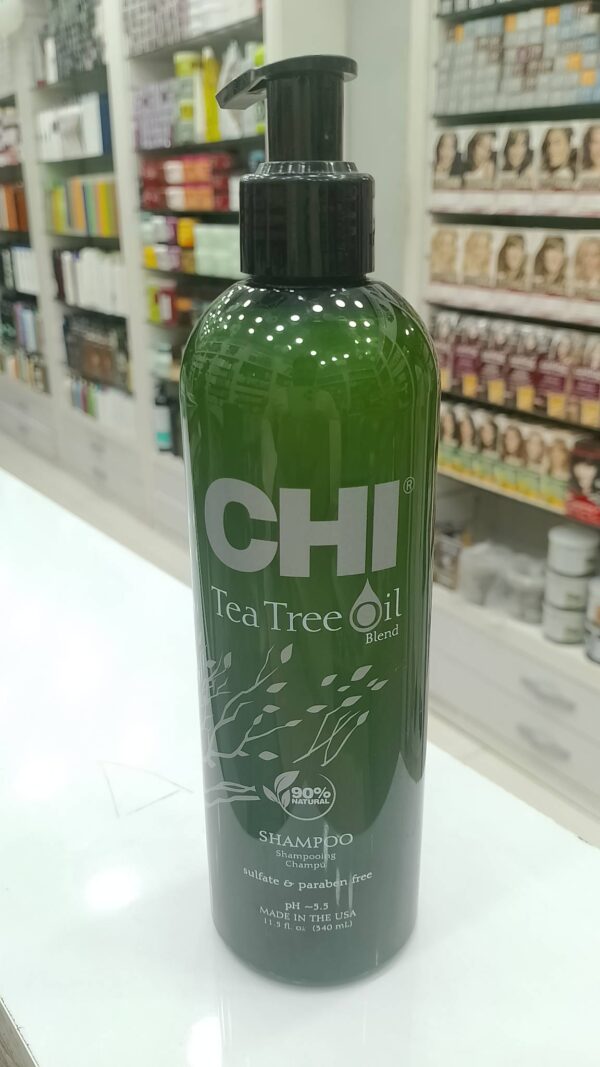 CHI®
Tea Tree Oil
Blend
90%
NATURAL
SHAMPOO
Shampooing
Champú
sulfate & paraben free
pH ~5.5
MADE IN THE USA
11.5 fl. oz. (340 mL)